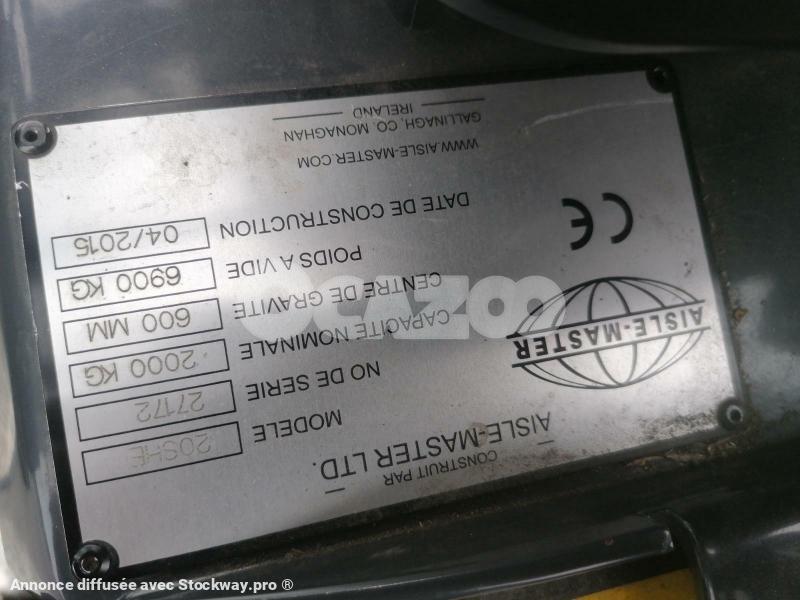 CONSTRUIT PAR
AISLE-MASTER LTD.
AISLE-MASTER
MODELE 20SHE
NO DE SERIE 27172
CAPACITE NOMINALE 2000 KG
CENTRE DE GRAVITE 600 MM
POIDS A VIDE 6900 KG
DATE DE CONSTRUCTION 04/2015
CE
WWW.AISLE-MASTER.COM
GALLINAGH, CO. MONAGHAN
IRELAND
OCAZOO
Annonce diffusée avec Stockway.pro ®